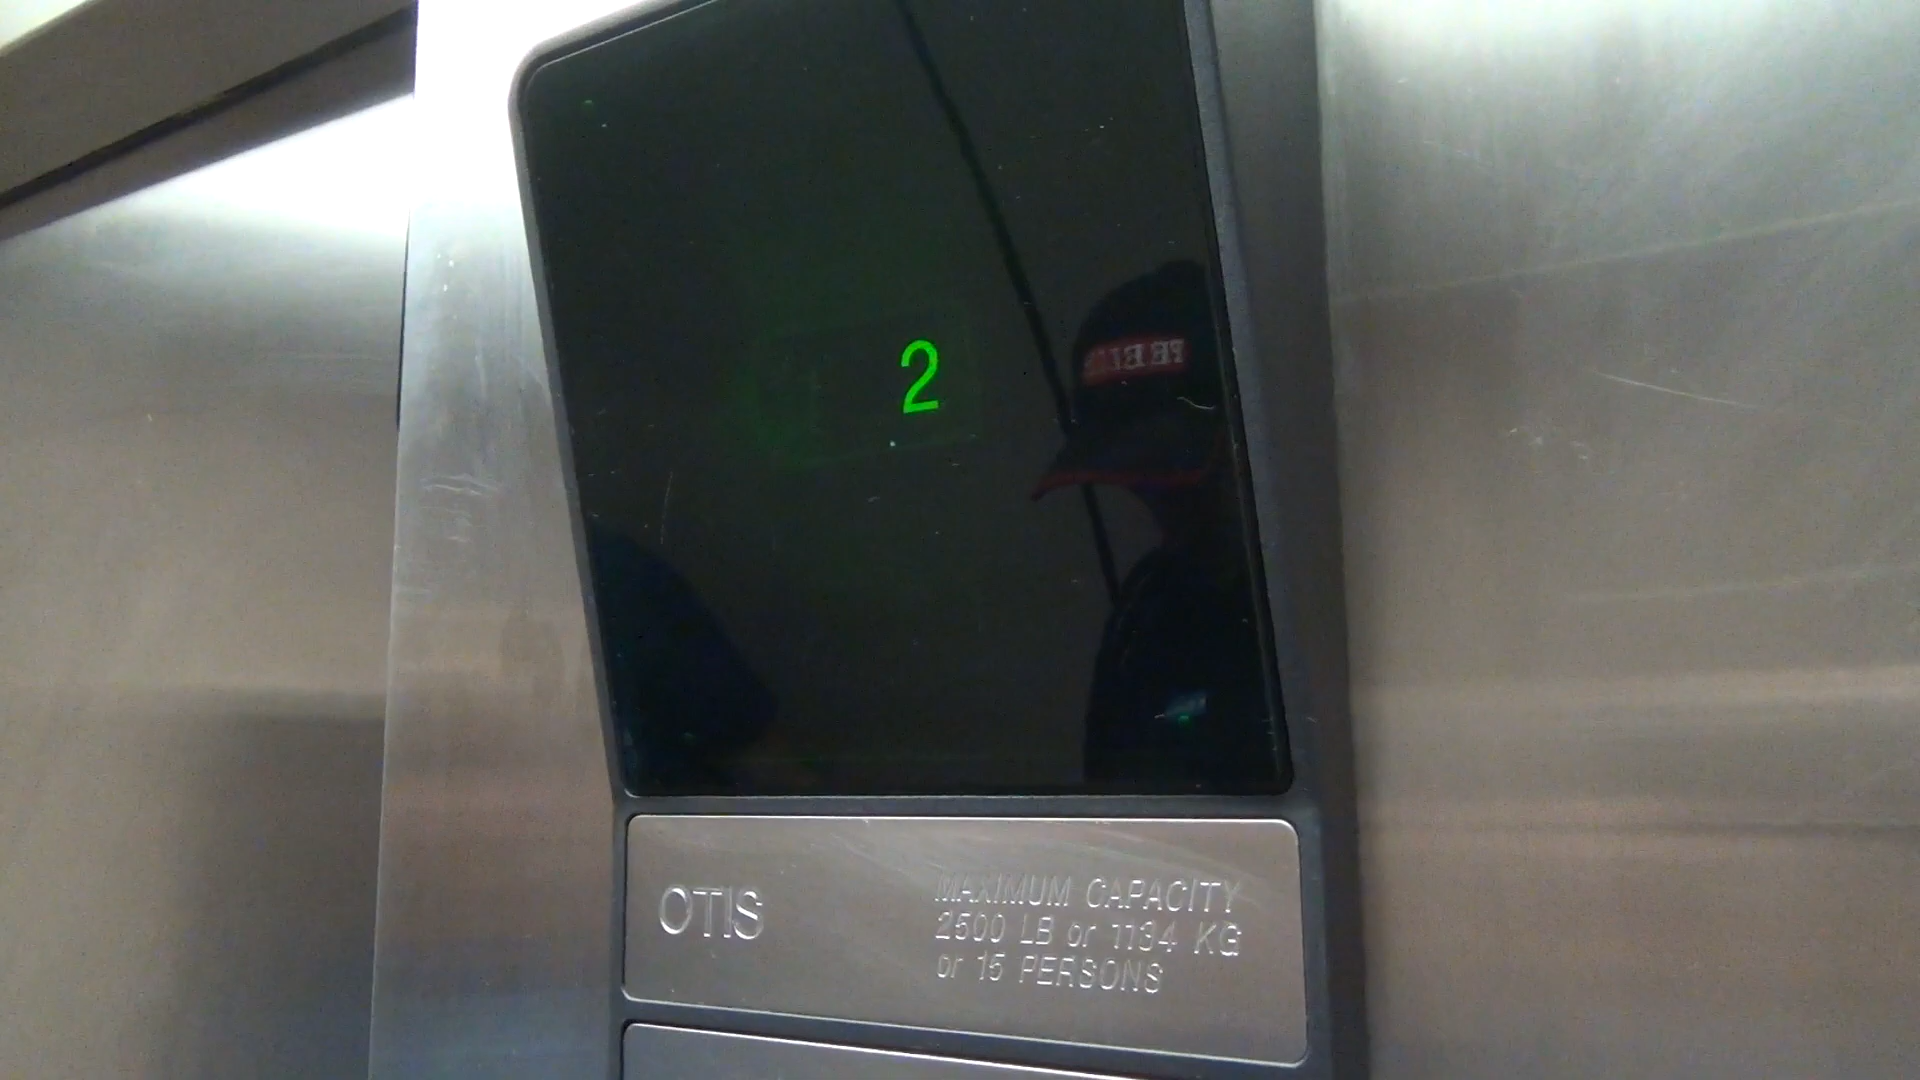 2
OTIS
MAXIMUM CAPACITY
2500 LB or 1134 KG
or 15 PERSONS